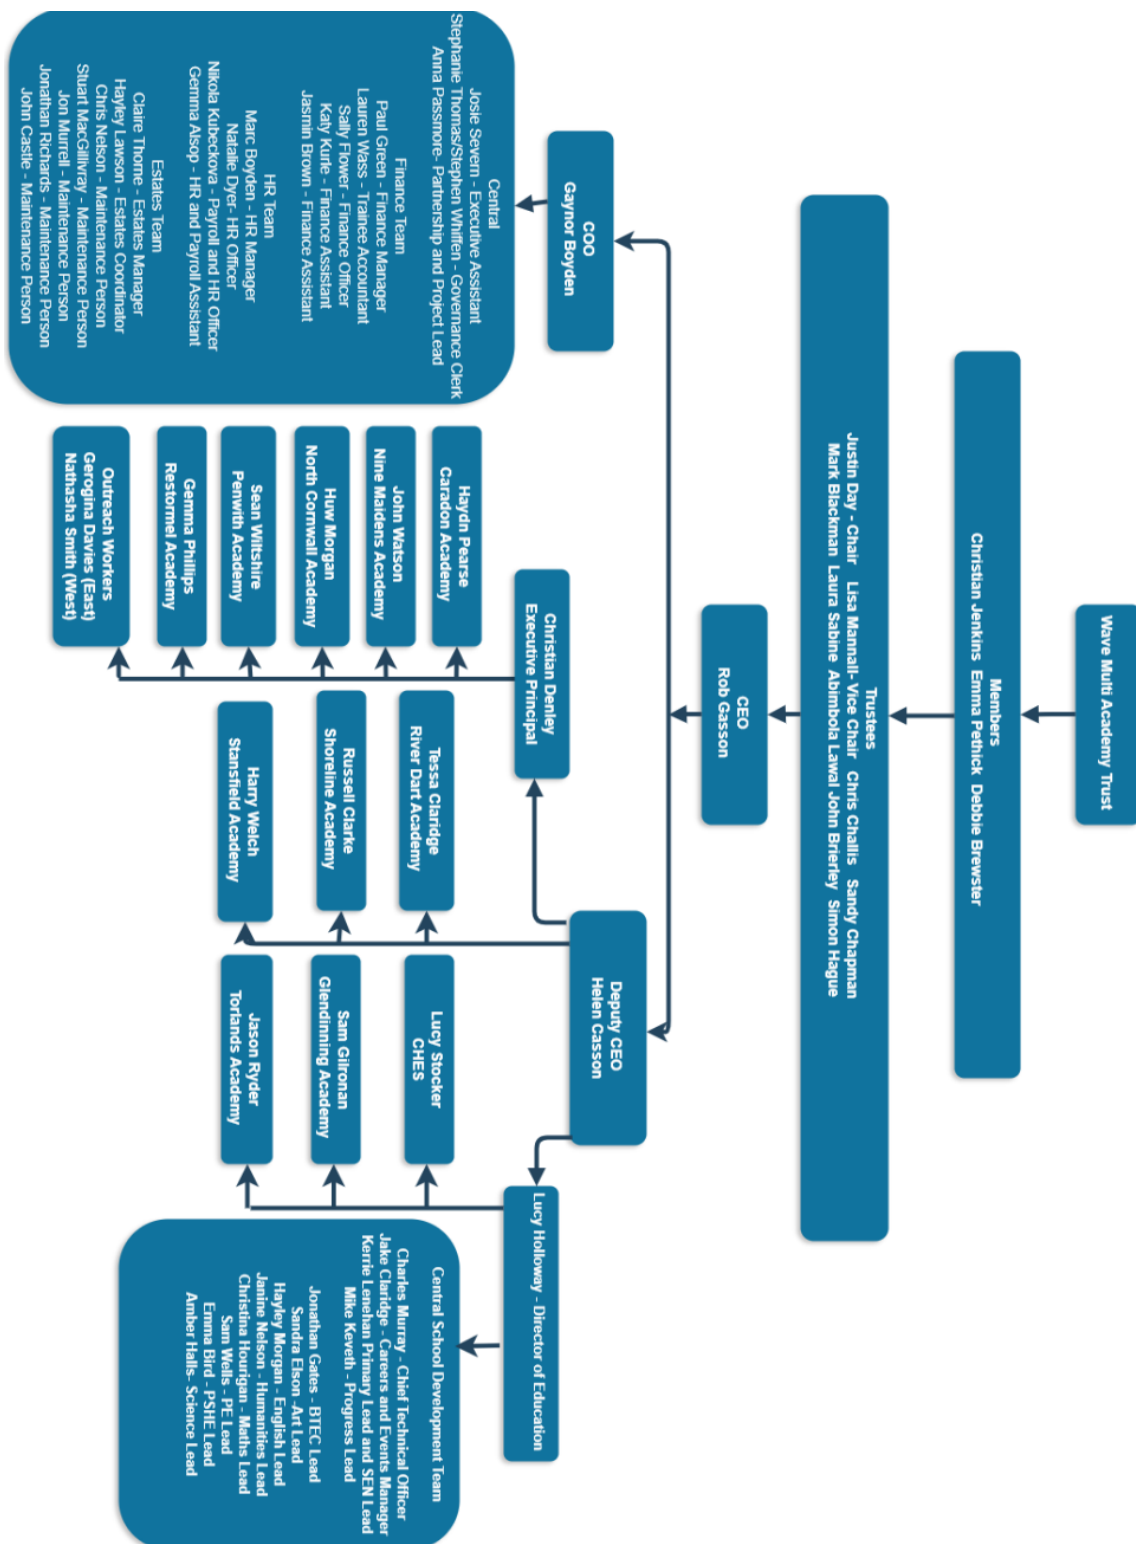 Wave Multi Academy Trust
Members
Christian Jenkins Emma Pethick Debbie Brewster
Trustees
Justin Day - Chair Lisa Mannall- Vice Chair Chris Challis Sandy Chapman
Mark Blackman Laura Sabine Abimbola Lawal John Brierley Simon Hague
CEO
Rob Gasson
COO
Gaynor Boyden
Deputy CEO
Helen Casson
Central
Josie Severn - Executive Assistant
Stephanie Thomas/Stephen Whiffen - Governance Clerk
Anna Passmore- Partnership and Project Lead
Finance Team
Paul Green - Finance Manager
Lauren Wass - Trainee Accountant
Sally Flower - Finance Officer
Katy Kurle - Finance Assistant
Jasmin Brown - Finance Assistant
HR Team
Marc Boyden - HR Manager
Natalie Dyer- HR Officer
Nikola Kubeckova - Payroll and HR Officer
Gemma Alsop - HR and Payroll Assistant
Estates Team
Claire Thorne - Estates Manager
Hayley Lawson - Estates Coordinator
Chris Nelson - Maintenance Person
Stuart MacGillivray - Maintenance Person
Jon Murrell - Maintenance Person
Jonathan Richards - Maintenance Person
John Castle - Maintenance Person
Christian Denley
Executive Principal
Haydn Pearse
Caradon Academy
John Watson
Nine Maidens Academy
Huw Morgan
North Cornwall Academy
Sean Wiltshire
Penwith Academy
Gemma Phillips
Restormel Academy
Outreach Workers
Gerogina Davies (East)
Nathasha Smith (West)
Tessa Claridge
River Dart Academy
Russell Clarke
Shoreline Academy
Harry Welch
Stansfield Academy
Lucy Holloway - Director of Education
Lucy Stocker
CHES
Sam Gilronan
Glendinning Academy
Jason Ryder
Torlands Academy
Central School Development Team
Charles Murray - Chief Technical Officer
Jake Claridge - Careers and Events Manager
Kerrie Lenehan Primary Lead and SEN Lead
Mike Keveth - Progress Lead
Jonathan Gates - BTEC Lead
Sandra Elson -Art Lead
Hayley Morgan - English Lead
Janine Nelson - Humanities Lead
Christina Hourigan - Maths Lead
Sam Wells - PE Lead
Emma Bird - PSHE Lead
Amber Halls- Science Lead